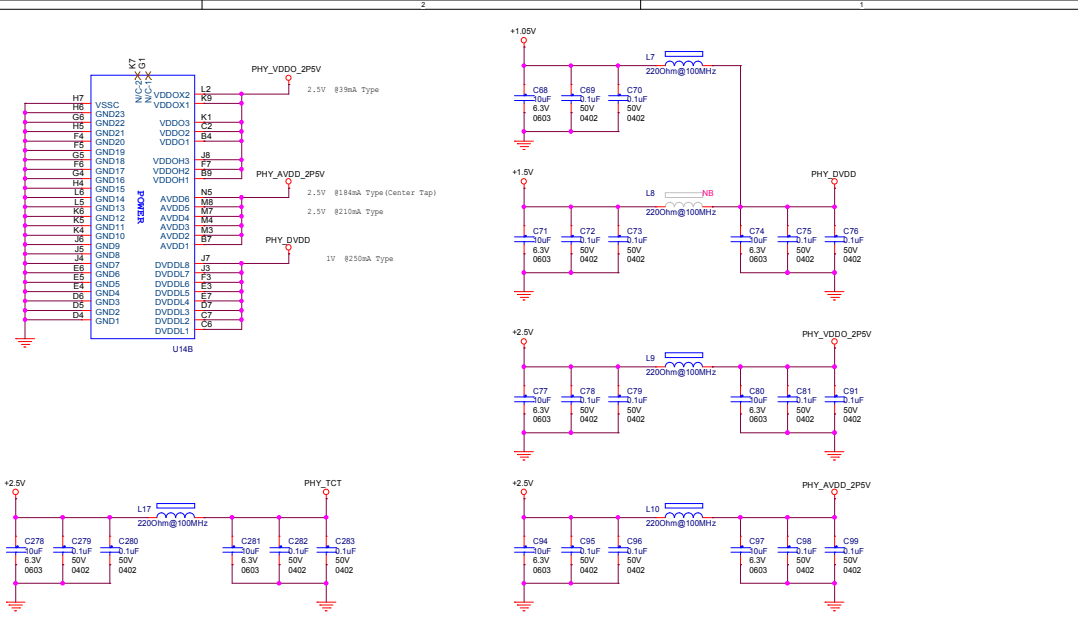 2
1
K7
G1
N/C-2
N/C-1
H7
H6
G6
H5
F4
F5
G5
F6
G4
H4
L6
L5
K6
K5
K4
J6
J5
J4
E6
E5
E4
D6
D5
D4
VSSC
GND23
GND22
GND21
GND20
GND19
GND18
GND17
GND16
GND15
GND14
GND13
GND12
GND11
GND10
GND9
GND8
GND7
GND6
GND5
GND4
GND3
GND2
GND1
POWER
VDDOX2
VDDOX1
VDDO3
VDDO2
VDDO1
VDDOH3
VDDOH2
VDDOH1
AVDD6
AVDD5
AVDD4
AVDD3
AVDD2
AVDD1
DVDDL8
DVDDL7
DVDDL6
DVDDL5
DVDDL4
DVDDL3
DVDDL2
DVDDL1
L2
K9
K1
C2
B4
J8
F7
B9
N5
M8
M7
M4
M3
B7
J7
J3
F3
E3
E7
D7
C7
C6
U14B
PHY_VDDO_2P5V
2.5V @39mA Type
PHY_AVDD_2P5V
2.5V @184mA Type(Center Tap)
2.5V @210mA Type
PHY_DVDD
1V @250mA Type
+1.05V
L7
220Ohm@100MHz
C68
10uF
6.3V
0603
C69
0.1uF
50V
0402
C70
0.1uF
50V
0402
+1.5V
L8
NB
220Ohm@100MHz
PHY_DVDD
C71
10uF
6.3V
0603
C72
0.1uF
50V
0402
C73
0.1uF
50V
0402
C74
10uF
6.3V
0603
C75
0.1uF
50V
0402
C76
0.1uF
50V
0402
+2.5V
L9
220Ohm@100MHz
PHY_VDDO_2P5V
C77
10uF
6.3V
0603
C78
0.1uF
50V
0402
C79
0.1uF
50V
0402
C80
10uF
6.3V
0603
C81
0.1uF
50V
0402
C91
0.1uF
50V
0402
+2.5V
L17
220Ohm@100MHz
PHY_TCT
C278
10uF
6.3V
0603
C279
0.1uF
50V
0402
C280
0.1uF
50V
0402
C281
10uF
6.3V
0603
C282
0.1uF
50V
0402
C283
0.1uF
50V
0402
+2.5V
L10
220Ohm@100MHz
PHY_AVDD_2P5V
C94
10uF
6.3V
0603
C95
0.1uF
50V
0402
C96
0.1uF
50V
0402
C97
10uF
6.3V
0603
C98
0.1uF
50V
0402
C99
0.1uF
50V
0402